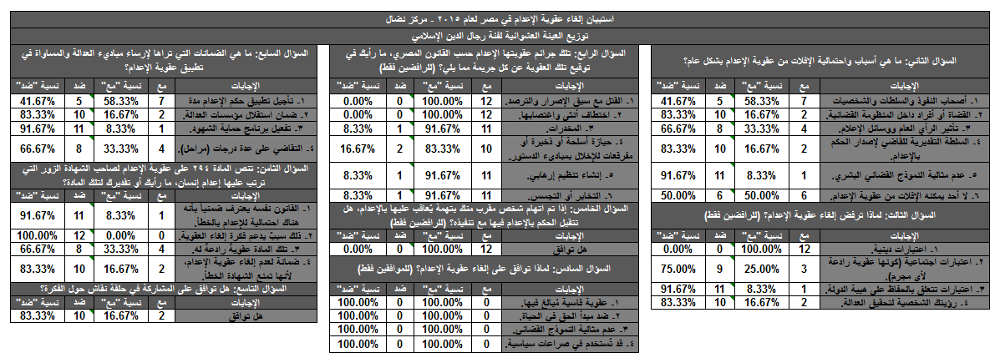 استبيان إلغاء عقوبة الإعدام في مصر لعام ٢٠١٥ - مركز نضال
توزيع العينة العشوائية لفئة رجال الدين الإسلامي
السؤال الثاني: ما هي أسباب واحتمالية الإفلات من عقوبة الإعدام بشكل عام؟
الإجابات مع نسبة "مع" ضد نسبة "ضد"
١- أصحاب النفوذ والسلطات والشخصيات 7 58.33% 5 41.67%
٢- القضاة أو أفراد داخل المنظومة القضائية. 2 16.67% 10 83.33%
٣- تأثير الرأي العام ووسائل الإعلام. 4 33.33% 8 66.67%
٤- السلطة التقديرية للقاضي لإصدار الحكم
بالإعدام. 2 16.67% 10 83.33%
٥- عدم مثالية النموذج القضائي البشري. 1 8.33% 11 91.67%
٦- لا أحد يمكنه الإفلات من عقوبة الإعدام. 6 50.00% 6 50.00%
السؤال الثالث: لماذا ترفض إلغاء عقوبة الإعدام؟ (للرافضين فقط)
الإجابات مع نسبة "مع" ضد نسبة "ضد"
١- اعتبارات دينية. 12 100.00% 0 0.00%
٢- اعتبارات اجتماعية (كونها عقوبة رادعة
لأي مجرم). 3 25.00% 9 75.00%
٣- اعتبارات تتعلق بالحفاظ على هيبة الدولة. 1 8.33% 11 91.67%
٤- رؤيتك الشخصية لتحقيق العدالة. 2 16.67% 10 83.33%
السؤال الرابع: تلك جرائم عقوبتها الإعدام حسب القانون المصري، ما رأيك في
توقيع تلك العقوبة عن كل جريمة مما يلي؟ (للرافضين فقط)
الإجابات مع نسبة "مع" ضد نسبة "ضد"
١- القتل مع سبق الإصرار والترصد. 12 100.00% 0 0.00%
٢- اختطاف أنثى واغتصابها. 12 100.00% 0 0.00%
٣- المخدرات. 11 91.67% 1 8.33%
٤- حيازة أسلحة أو ذخيرة أو
مفرقعات للإخلال بمباديء الدستور. 10 83.33% 2 16.67%
٥- إنشاء تنظيم إرهابي. 11 91.67% 1 8.33%
٦- التخابر أو التجسس. 11 91.67% 1 8.33%
السؤال الخامس: إذا تم اتهام شخص مقرب منك بتهمة يُعاقب عليها بالإعدام، هل
تتقبل الحكم بالإعدام فيها مع تنفيذه؟ (للرافضين فقط)
الإجابات مع نسبة "مع" ضد نسبة "ضد"
هل توافق 12 100.00% 0 0.00%
السؤال السادس: لماذا توافق على إلغاء عقوبة الإعدام؟ (للموافقين فقط)
الإجابات مع نسبة "مع" ضد نسبة "ضد"
١- عقوبة قاسية مُبالغ فيها. 0 100.00% 0 100.00%
٢- ضد مبدأ الحق في الحياة. 0 100.00% 0 100.00%
٣- عدم مثالية النموذج القضائي. 0 100.00% 0 100.00%
٤- قد تُستخدم في صراعات سياسية. 0 100.00% 0 100.00%
السؤال السابع: ما هي الضمانات التي تراها لإرساء مباديء العدالة والمساواة في
تطبيق عقوبة الإعدام؟
الإجابات مع نسبة "مع" ضد نسبة "ضد"
١- تأجيل تطبيق حكم الإعدام مدة 7 58.33% 5 41.67%
٢- ضمان استقلال مؤسسات العدالة. 2 16.67% 10 83.33%
٣- تفعيل برنامج حماية الشهود. 1 8.33% 11 91.67%
٤- التقاضي على عدة درجات (مراحل). 4 33.33% 8 66.67%
السؤال الثامن: تنص المادة ٢٩٤ على عقوبة الإعدام لصاحب الشهادة الزور التي
ترتب عليها إعدام إنسان، ما رأيك أو تقديرك لتلك المادة؟
الإجابات مع نسبة "مع" ضد نسبة "ضد"
١- القانون نفسه يعترف ضمنياً بأنه
هناك احتمالية للإعدام بالخطأ. 1 8.33% 11 91.67%
٢- ذلك سببٌ يدعم فكرة إلغاء العقوبة. 0 0.00% 12 100.00%
٣- تلك المادة عقوبة رادعة له. 4 33.33% 8 66.67%
٤- ضمانة لعدم إلغاء عقوبة الإعدام،
لأنها تمنع الشهادة الخطأ. 2 16.67% 10 83.33%
السؤال التاسع: هل توافق على المشاركة في حلقة نقاش حول الفكرة؟
الإجابات مع نسبة "مع" ضد نسبة "ضد"
هل توافق 2 16.67% 10 83.33%